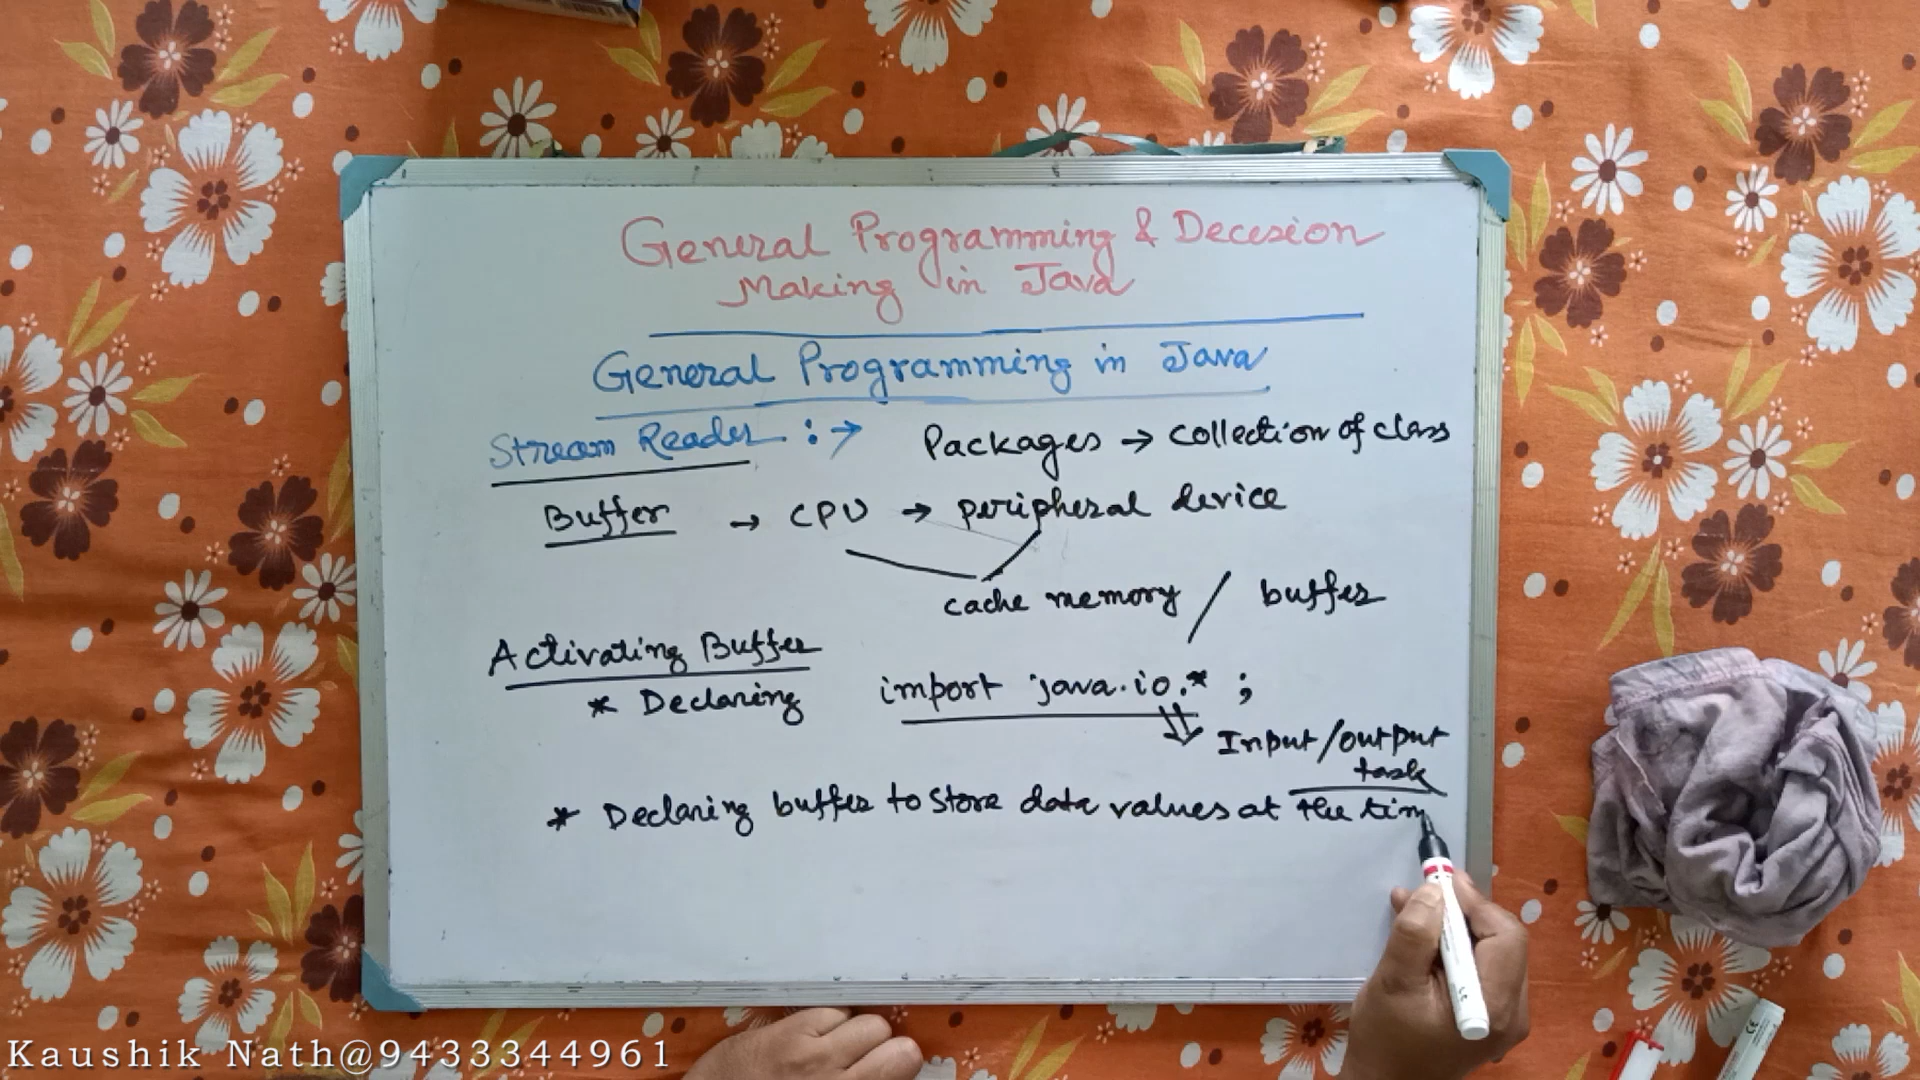 General Programming & Decesion
Making in Java
General Programming in Java
Stream Reader :→ Packages → collection of class
Buffer → CPU → peripheral device
cache memory / buffer
Activating Buffer
* Declaring import java.io.* ;
Input/output
task
* Declaring buffer to store data values at the tim
Kaushik Nath@9433344961